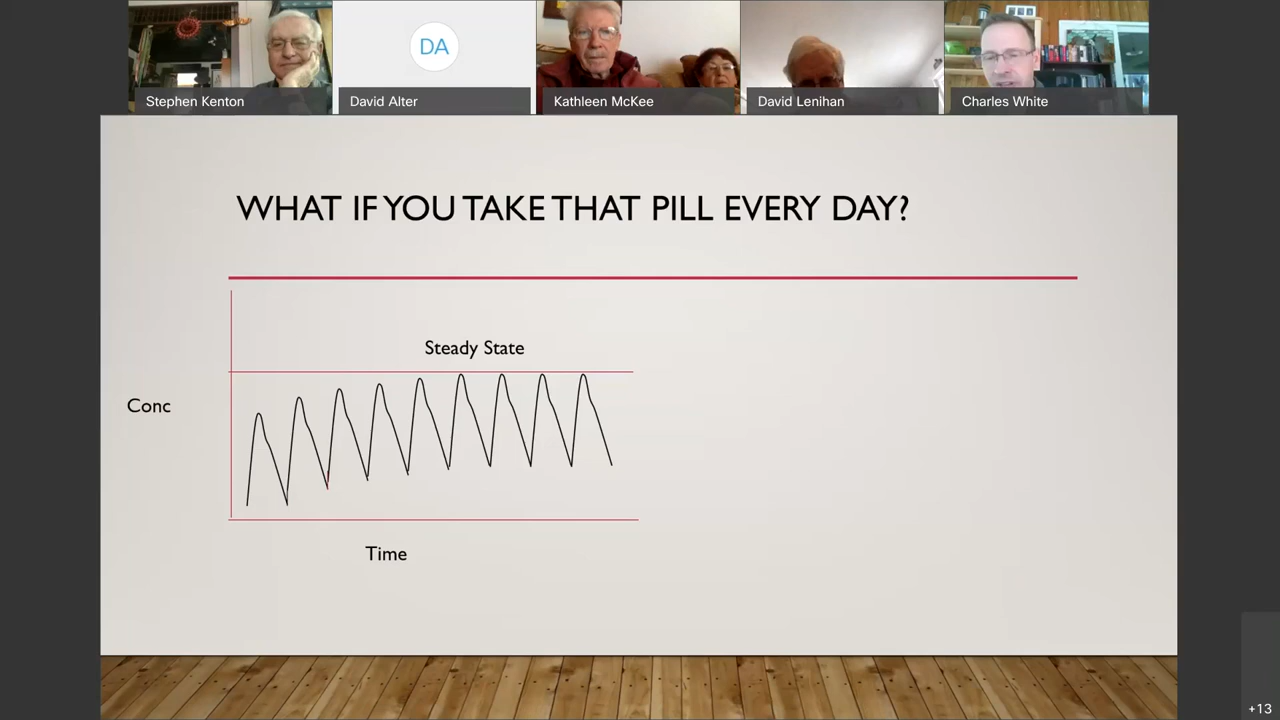 Stephen Kenton
DA
David Alter
Kathleen McKee
David Lenihan
Charles White
WHAT IF YOU TAKE THAT PILL EVERY DAY?
Steady State
Conc
Time
+13